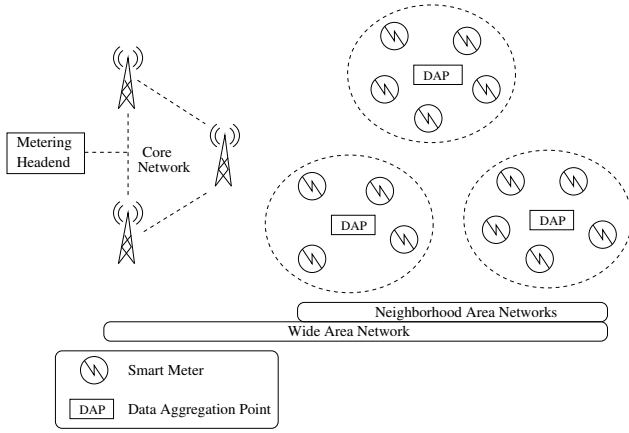 DAP
Metering
Headend
Core
Network
DAP
DAP
Neighborhood Area Networks
Wide Area Network
Smart Meter
DAP
Data Aggregation Point